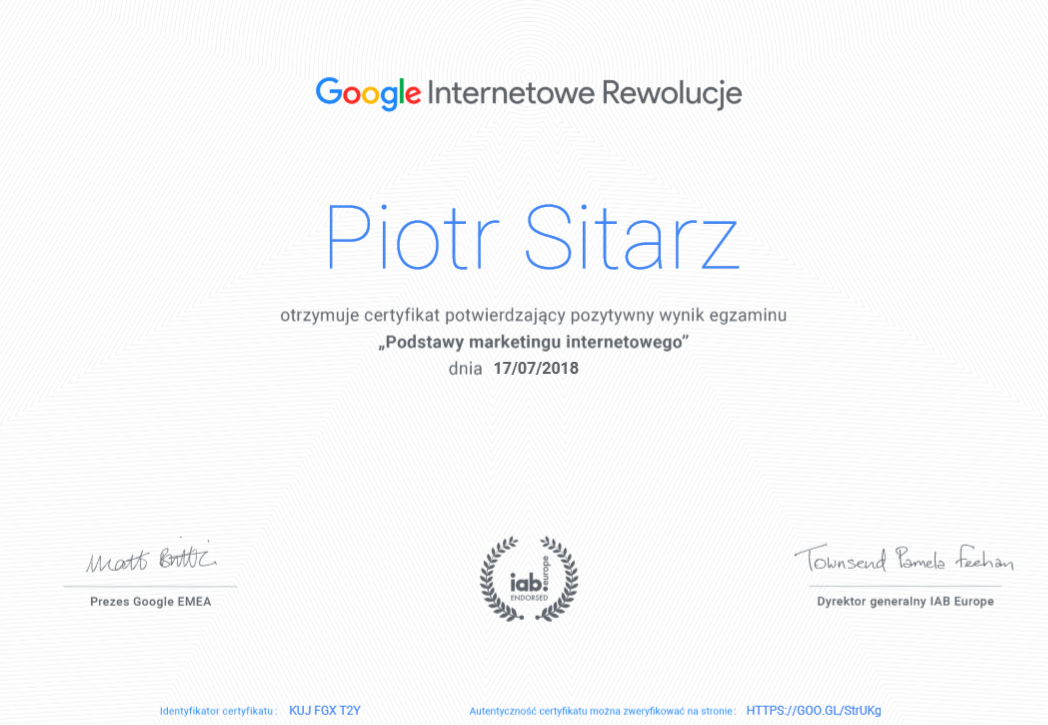 Google Internetowe Rewolucje
Piotr Sitarz
otrzymuje certyfikat potwierdzający pozytywny wynik egzaminu
„Podstawy marketingu internetowego”
dnia 17/07/2018
Matt Brittin
Townsend Pamela Feehan
iab. europe
ENDORSED
Prezes Google EMEA
Dyrektor generalny IAB Europe
Identyfikator certyfikatu : KUJ FGX T2Y
Autentyczność certyfikatu można zweryfikować na stronie : HTTPS://GOO.GL/StrUKg